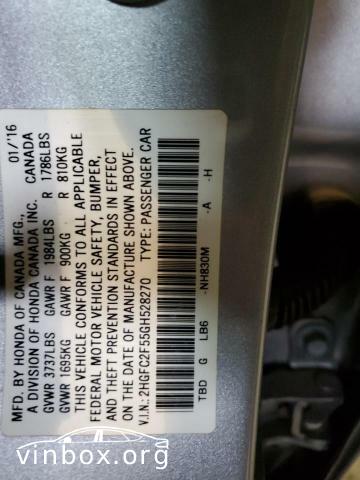 MFD. BY HONDA OF CANADA MFG., 01/'16
A DIVISION OF HONDA CANADA INC. CANADA
GVWR 3737LBS GAWR F 1984LBS R 1786LBS
GVWR 1695KG GAWR F 900KG R 810KG
THIS VEHICLE CONFORMS TO ALL APPLICABLE
FEDERAL MOTOR VEHICLE SAFETY, BUMPER,
AND THEFT PREVENTION STANDARDS IN EFFECT
ON THE DATE OF MANUFACTURE SHOWN ABOVE.
V.I.N.: 2HGFC2F55GH528270 TYPE: PASSENGER CAR
TBD G LB6 -NH830M -A -H
vinbox.org